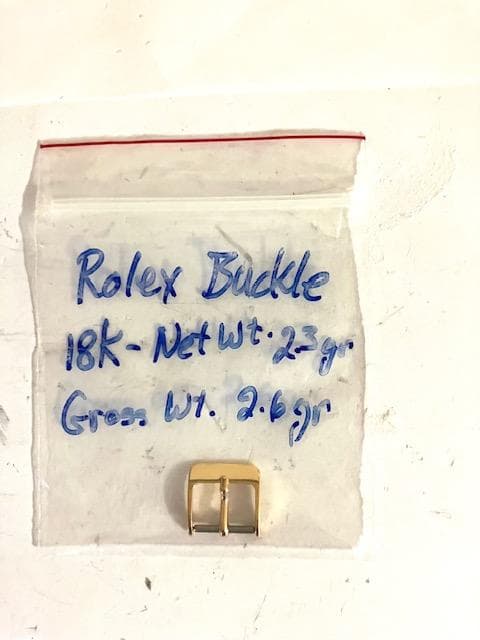 Rolex Buckle
18K - Net Wt. 2.3 gr
Gross Wt. 2.6 gr